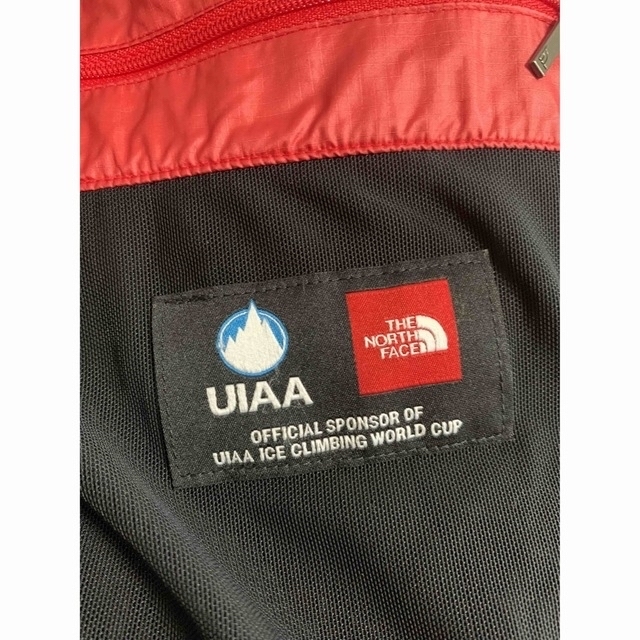 THE
NORTH
FACE
UIAA
OFFICIAL SPONSOR OF
UIAA ICE CLIMBING WORLD CUP